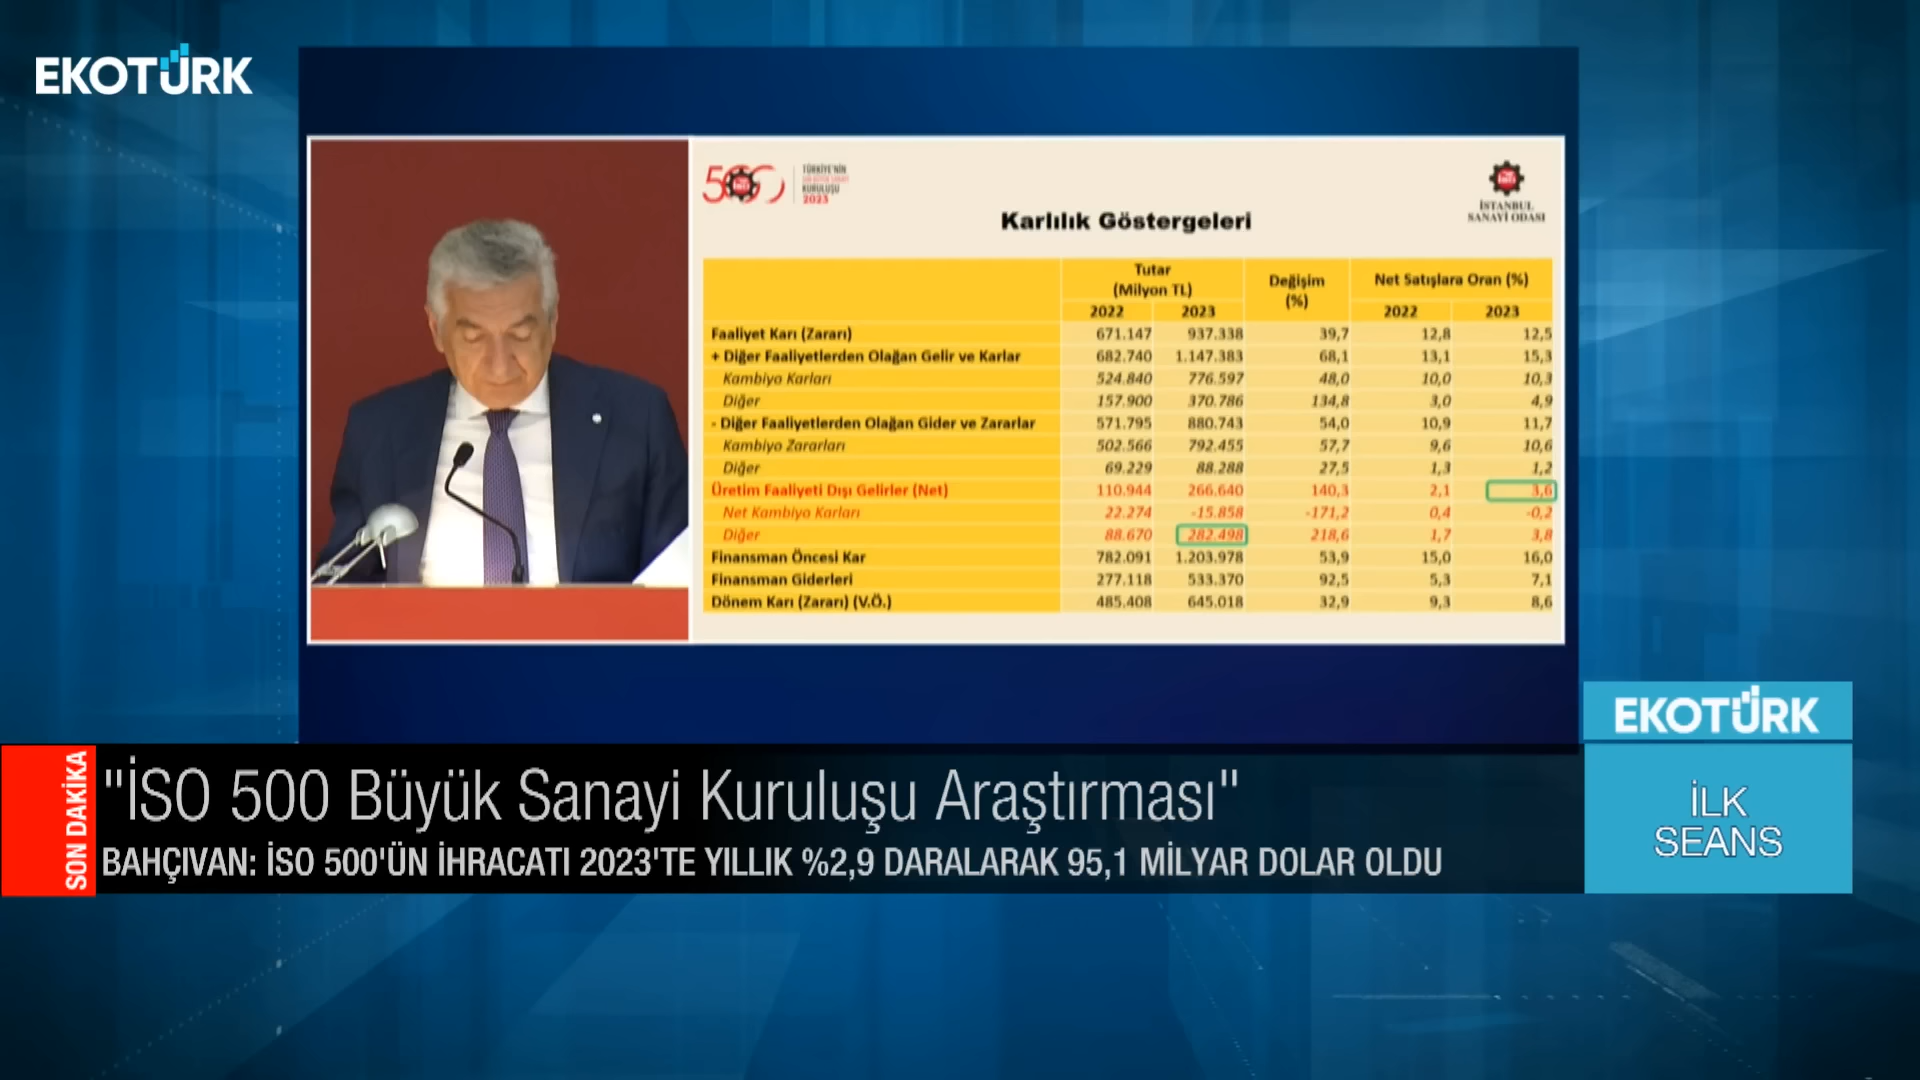 EKOTÜRK
500
TÜRKİYE'NİN
KURULUŞU
2023
İSTANBUL
SANAYİ ODASI
Karlılık Göstergeleri
Tutar (Milyon TL) Değişim (%) Net Satışlara Oran (%)
2022 2023 2022 2023
Faaliyet Karı (Zararı) 671.147 937.338 39,7 12,8 12,5
+ Diğer Faaliyetlerden Olağan Gelir ve Karlar 682.740 1.147.383 68,1 13,1 15,3
Kambiyo Karları 524.840 776.597 48,0 10,0 10,3
Diğer 157.900 370.786 134,8 3,0 4,9
- Diğer Faaliyetlerden Olağan Gider ve Zararlar 571.795 880.743 54,0 10,9 11,7
Kambiyo Zararları 502.566 792.455 57,7 9,6 10,6
Diğer 69.229 88.288 27,5 1,3 1,2
Üretim Faaliyeti Dışı Gelirler (Net) 110.944 266.640 140,3 2,1 3,6
Net Kambiyo Karları 22.274 -15.858 -171,2 0,4 -0,2
Diğer 88.670 282.498 218,6 1,7 3,8
Finansman Öncesi Kar 782.091 1.203.978 53,9 15,0 16,0
Finansman Giderleri 277.118 533.370 92,5 5,3 7,1
Dönem Karı (Zararı) (V.Ö.) 485.408 645.018 32,9 9,3 8,6
EKOTÜRK
İLK
SEANS
SON DAKİKA
"İSO 500 Büyük Sanayi Kuruluşu Araştırması"
BAHÇIVAN: İSO 500'ÜN İHRACATI 2023'TE YILLIK %2,9 DARALARAK 95,1 MİLYAR DOLAR OLDU